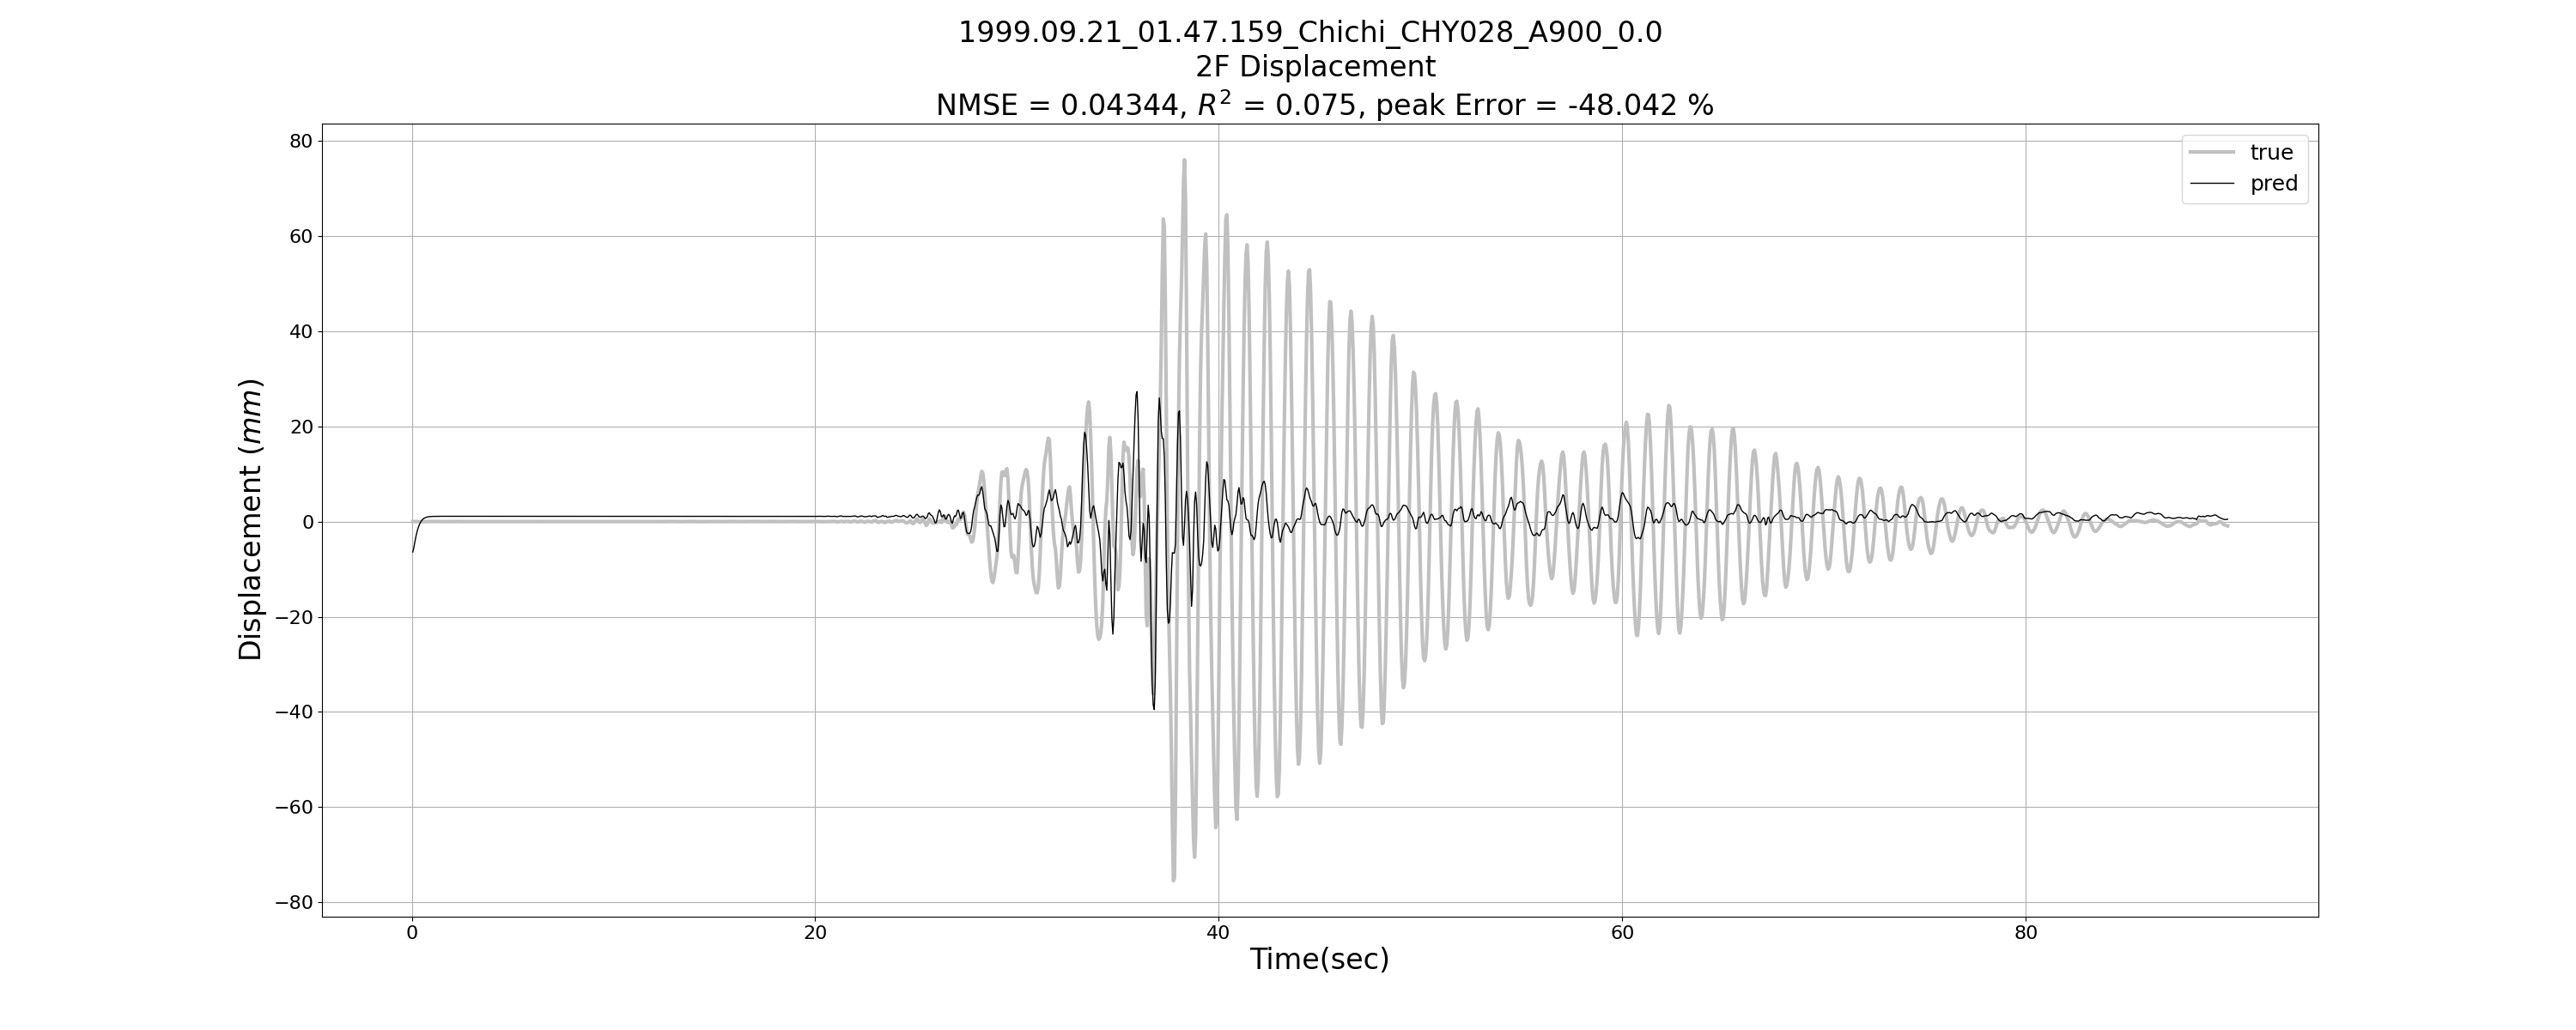 1999.09.21_01.47.159_Chichi_CHY028_A900_0.0
2F Displacement
NMSE = 0.04344, R² = 0.075, peak Error = -48.042 %
true
pred
80
60
40
20
0
−20
−40
−60
−80
Displacement (mm)
0 20 40 60 80
Time(sec)